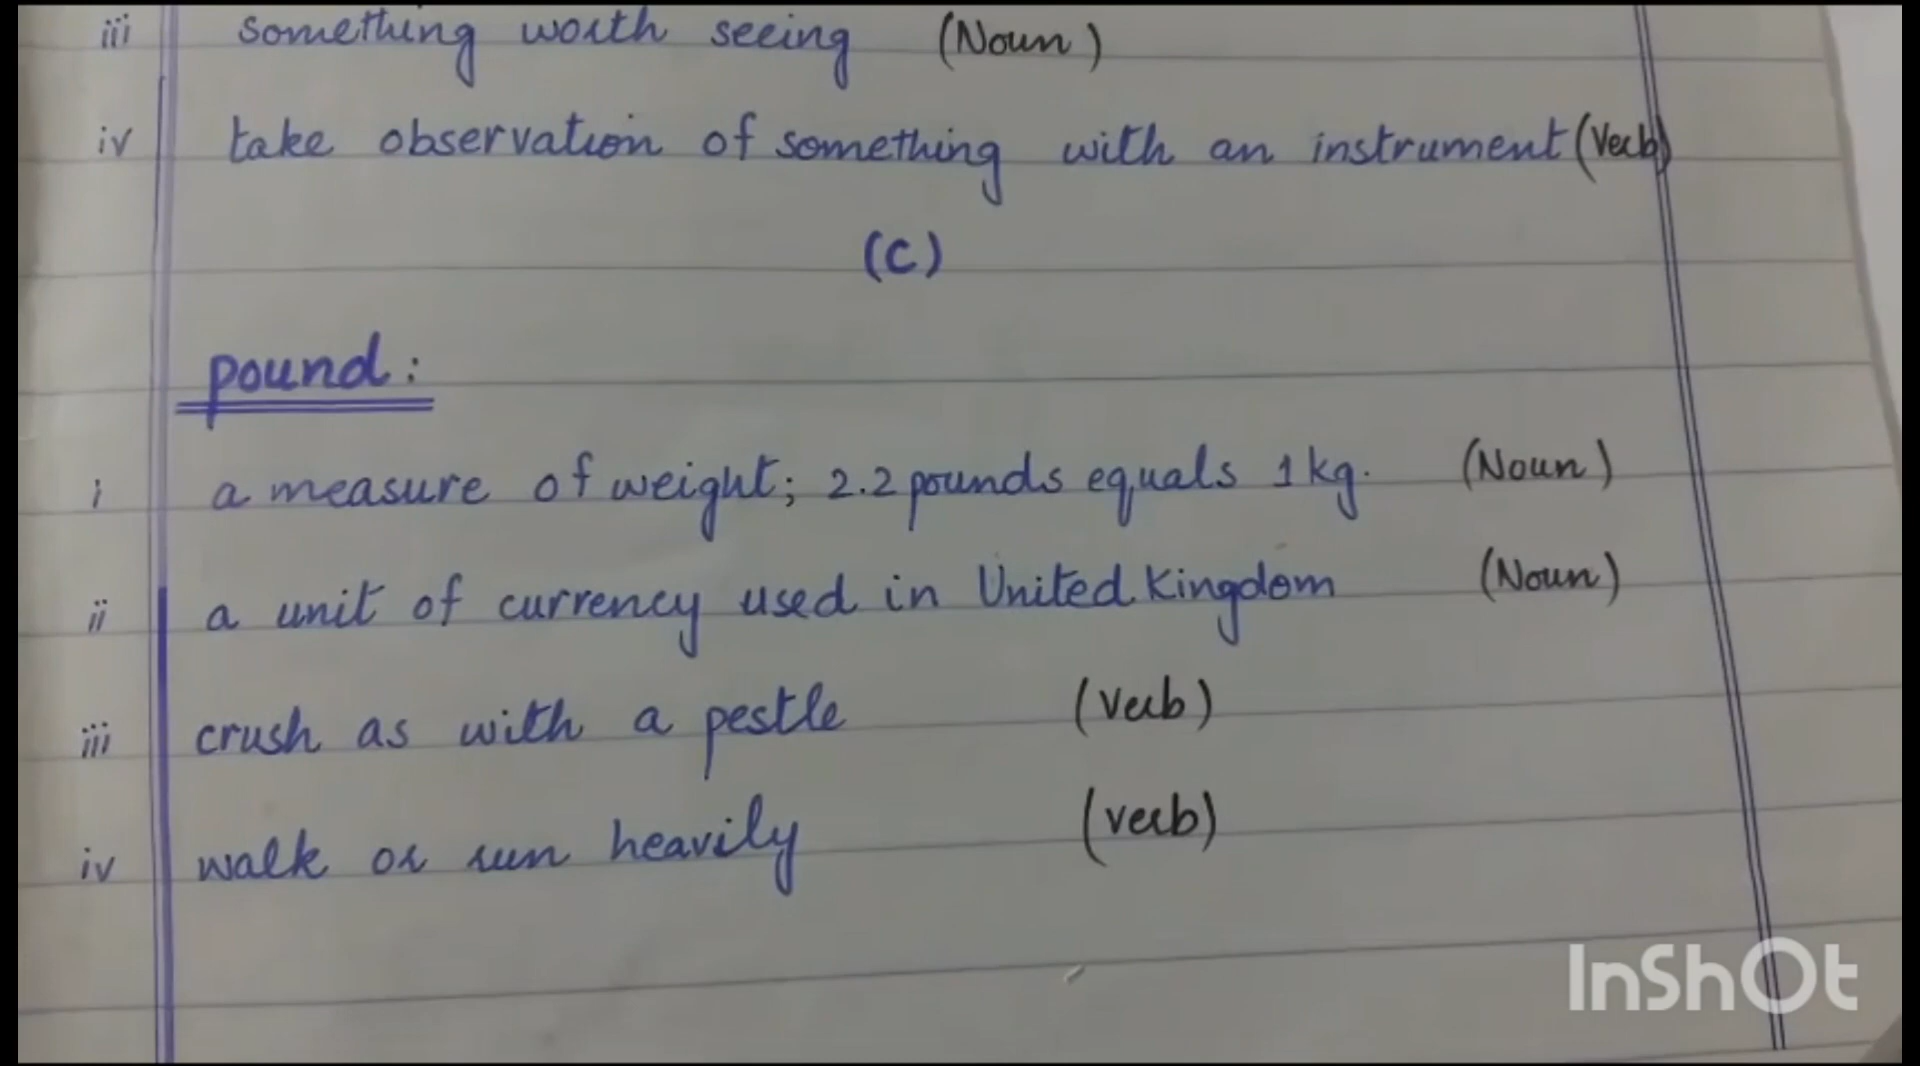 iii something worth seeing (Noun)
iv take observation of something with an instrument (Verb)
(C)
pound:
i a measure of weight; 2.2 pounds equals 1 kg. (Noun)
ii a unit of currency used in United Kingdom (Noun)
iii crush as with a pestle (Verb)
iv walk or run heavily (verb)
InShOt